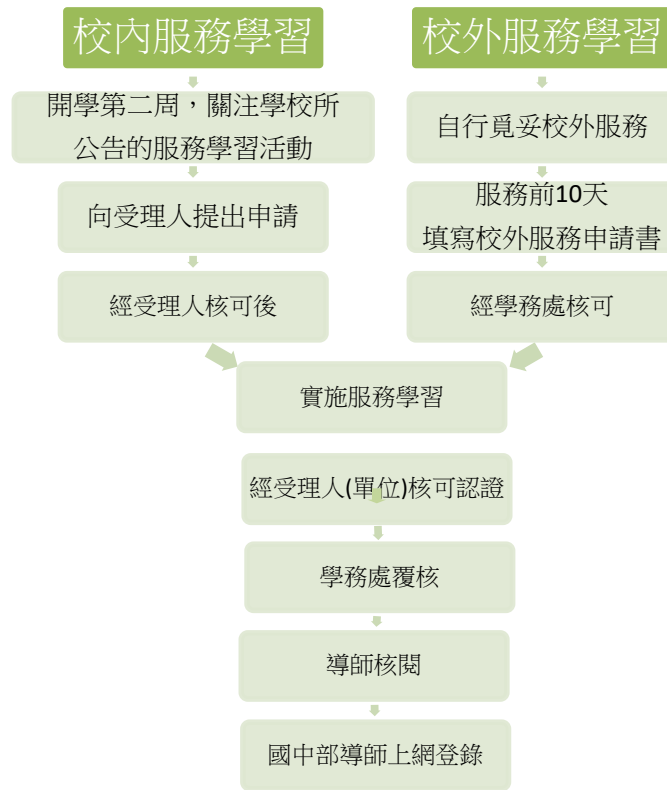 校內服務學習
開學第二周，關注學校所
公告的服務學習活動
向受理人提出申請
經受理人核可後
校外服務學習
自行覓妥校外服務
服務前10天
填寫校外服務申請書
經學務處核可
實施服務學習
經受理人(單位)核可認證
學務處覆核
導師核閱
國中部導師上網登錄